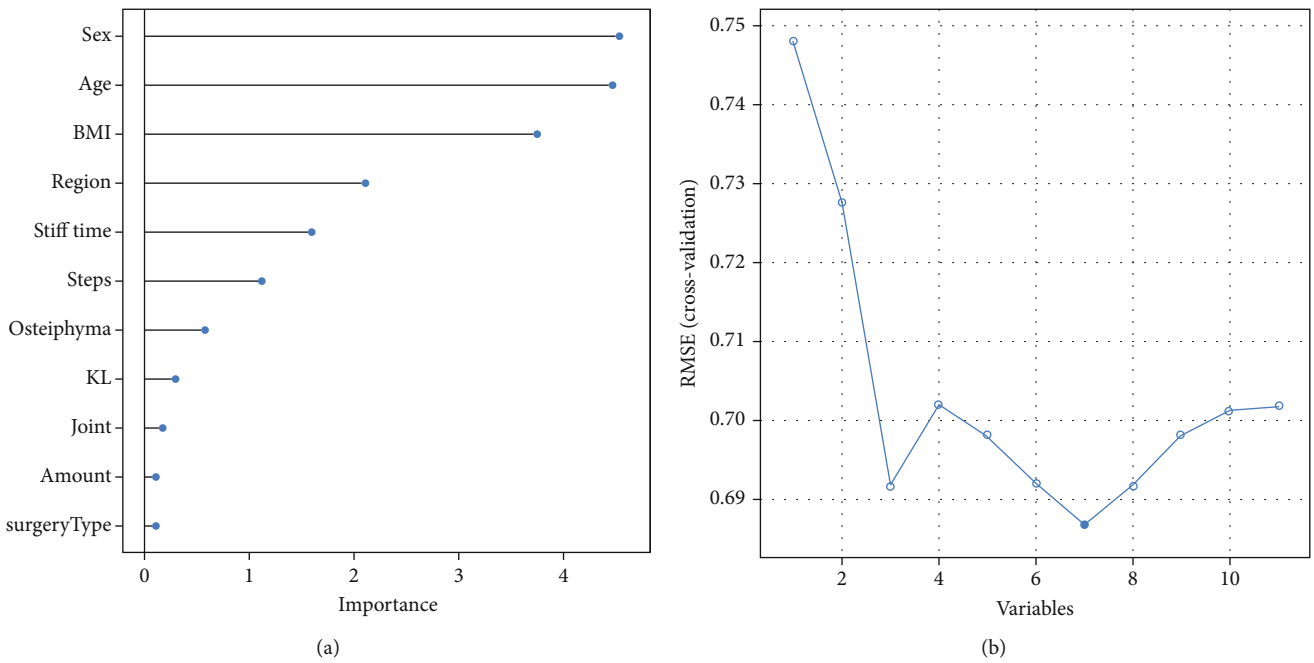 Sex
Age
BMI
Region
Stiff time
Steps
Osteiphyma
KL
Joint
Amount
surgeryType
0 1 2 3 4
Importance
(a)
0.75
0.74
0.73
0.72
0.71
0.70
0.69
RMSE (cross-validation)
2 4 6 8 10
Variables
(b)